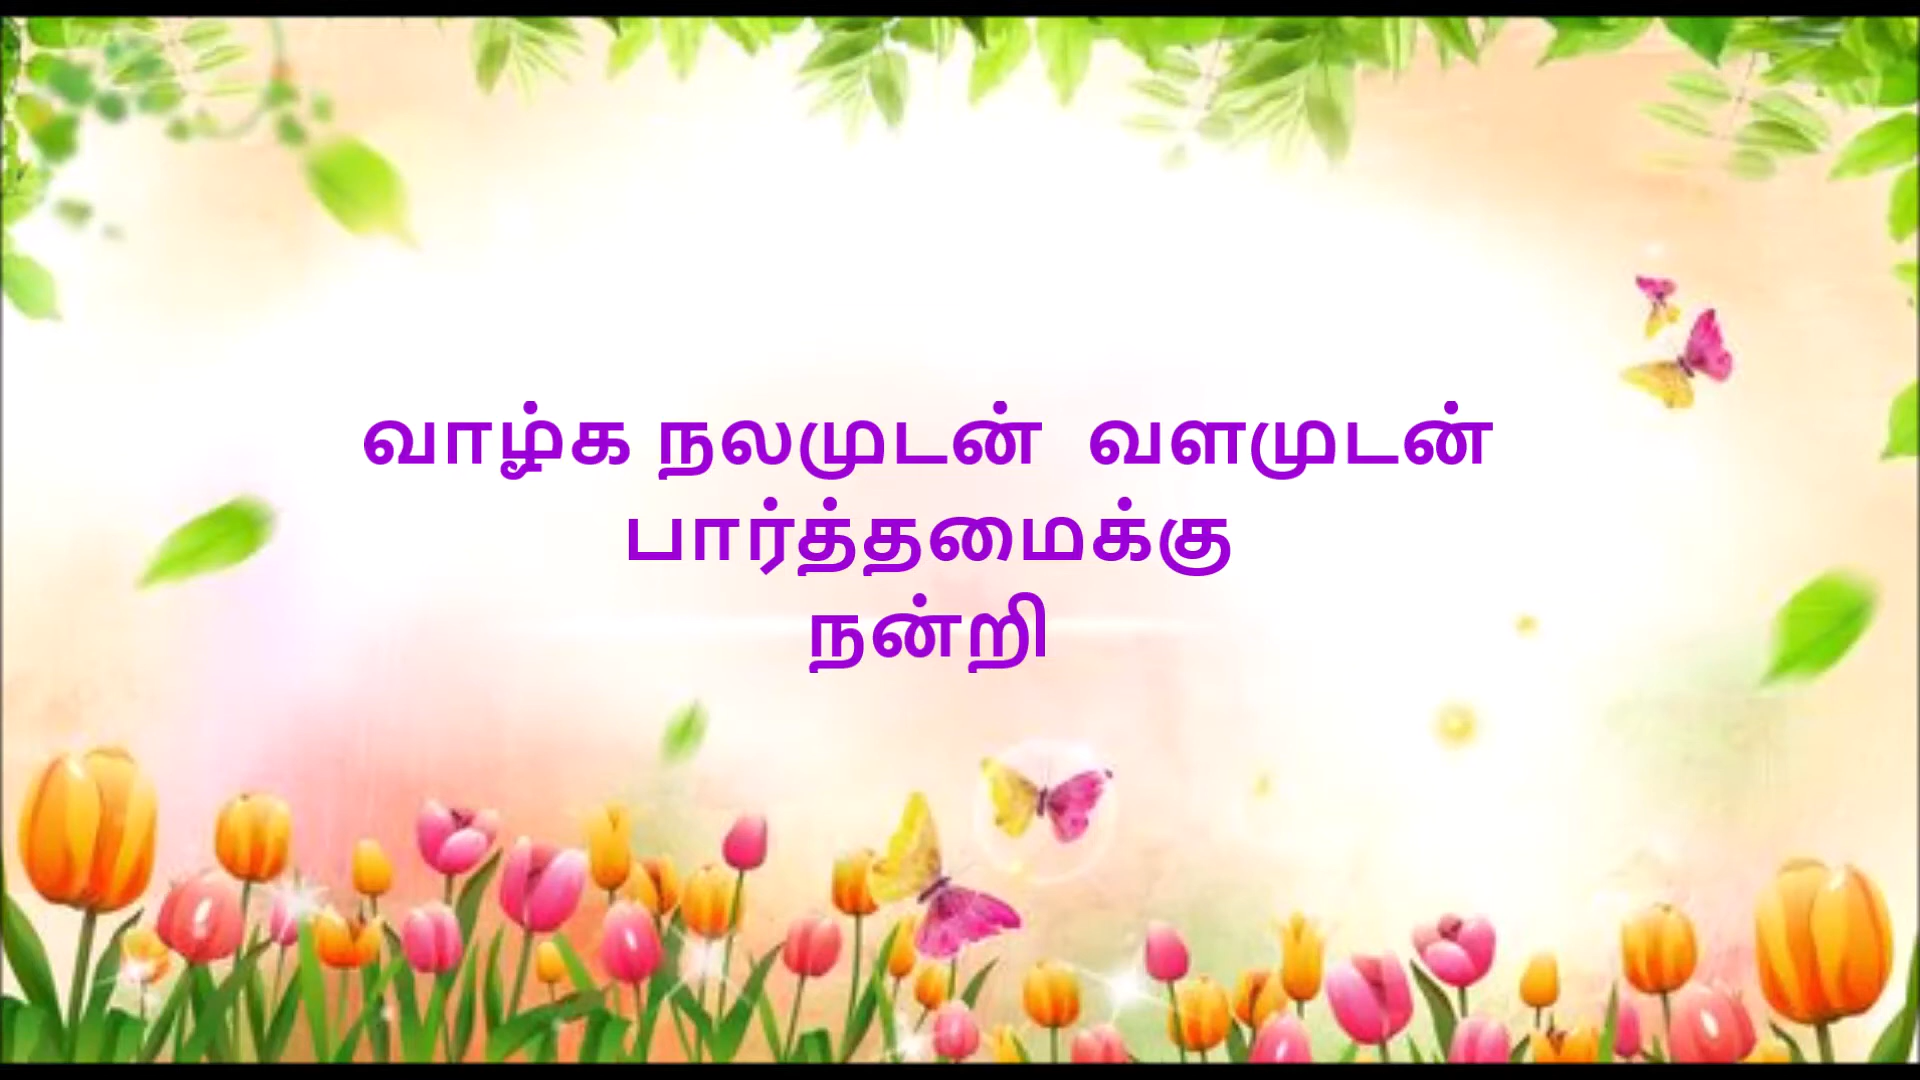 வாழ்க நலமுடன் வளமுடன்
பார்த்தமைக்கு
நன்றி